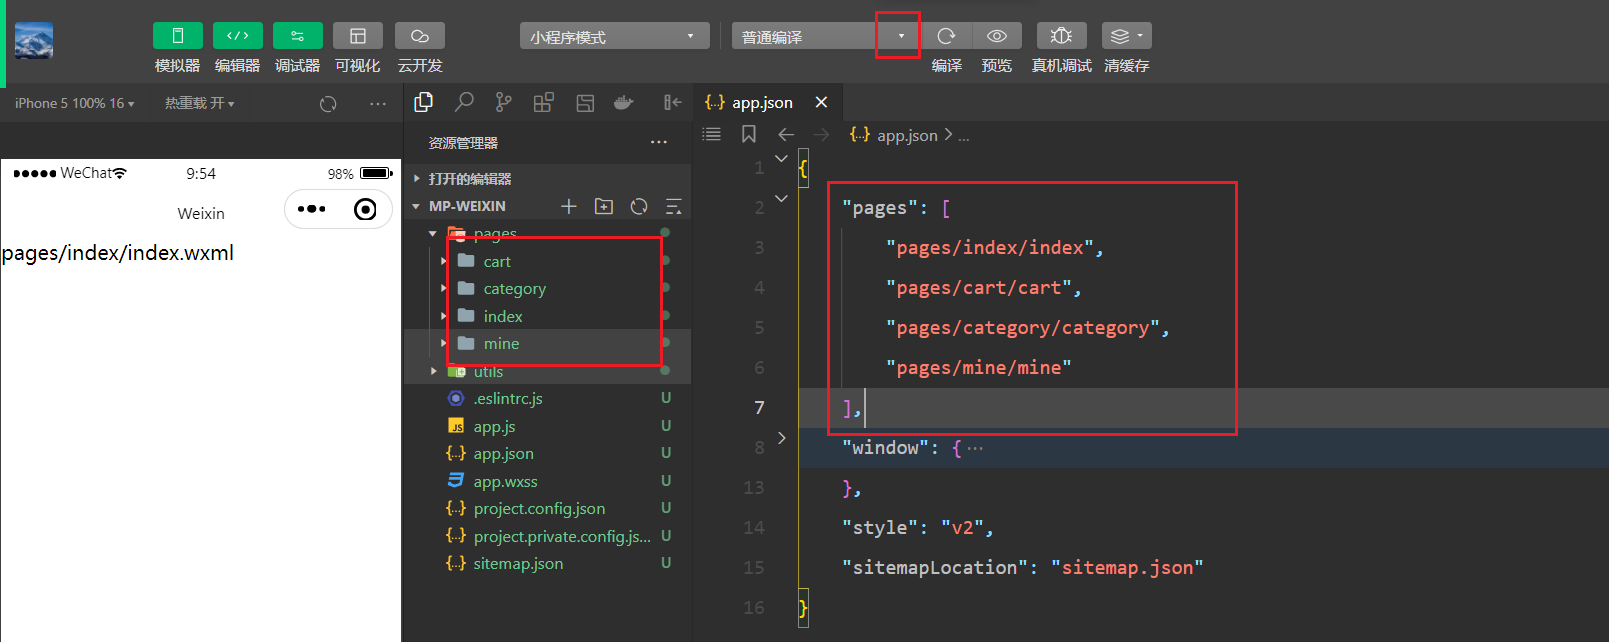 小程序模式
普通编译
模拟器
编辑器
调试器
可视化
云开发
编译
预览
真机调试
清缓存
iPhone 5 100% 16
热重载 开
WeChat
9:54
98%
Weixin
pages/index/index.wxml
资源管理器
打开的编辑器
MP-WEIXIN
pages
cart
category
index
mine
utils
.eslintrc.js U
JS app.js U
{..} app.json U
app.wxss U
{..} project.config.json U
{..} project.private.config.js... U
{..} sitemap.json U
{..} app.json
{..} app.json > ...
1 {
2 "pages": [
3 "pages/index/index",
4 "pages/cart/cart",
5 "pages/category/category",
6 "pages/mine/mine"
7 ],
8 "window": {...
13 },
14 "style": "v2",
15 "sitemapLocation": "sitemap.json"
16 }